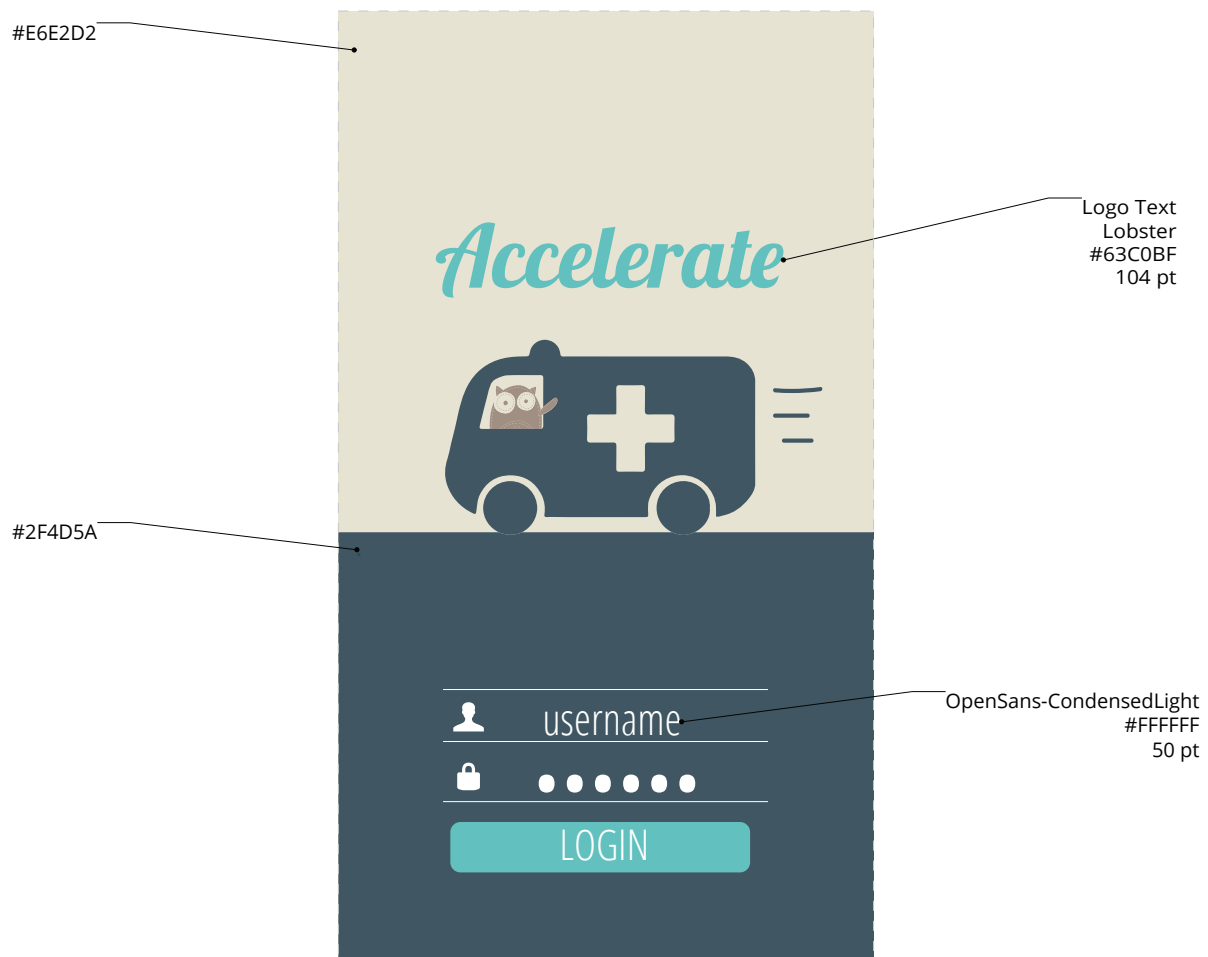 #E6E2D2
Accelerate
Logo Text
Lobster
#63C0BF
104 pt
#2F4D5A
username
OpenSans-CondensedLight
#FFFFFF
50 pt
LOGIN